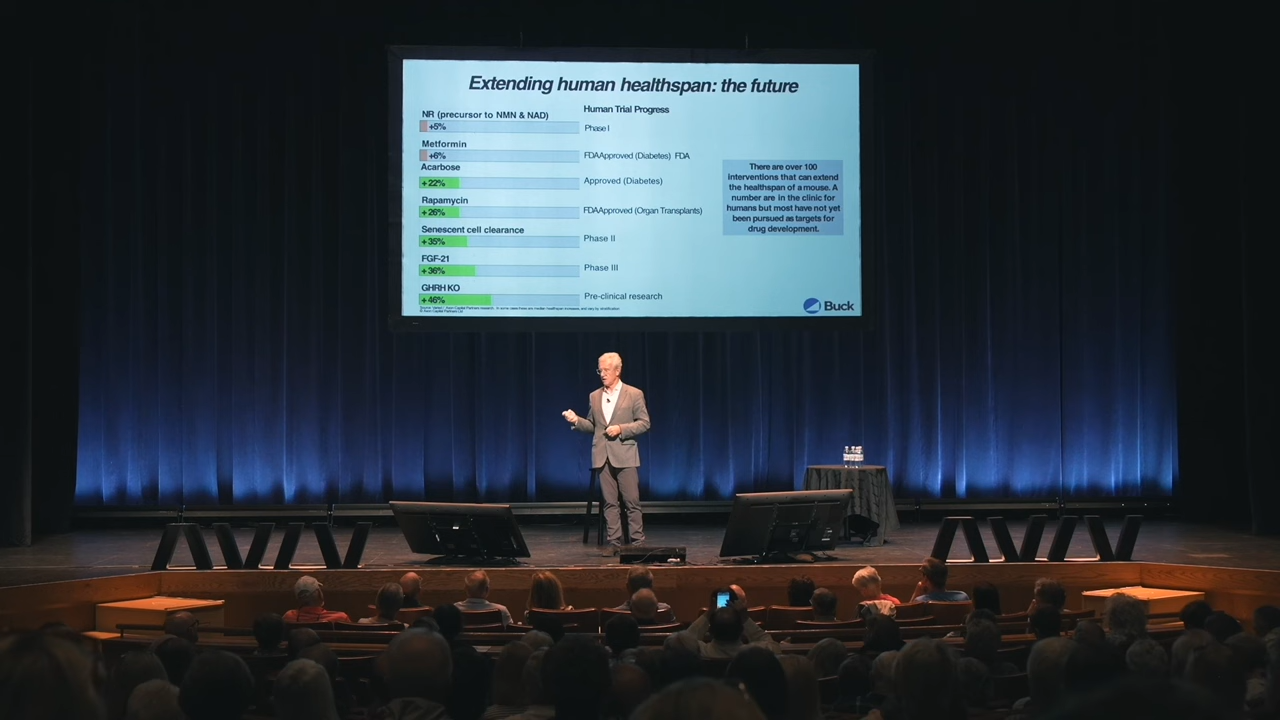 Extending human healthspan: the future
Human Trial Progress
NR (precursor to NMN & NAD)
+5%
Phase I
Metformin
+6%
FDAApproved (Diabetes) FDA
Acarbose
+22%
Approved (Diabetes)
Rapamycin
+26%
FDAApproved (Organ Transplants)
Senescent cell clearance
+35%
Phase II
FGF-21
+36%
Phase III
GHRH KO
+46%
Pre-clinical research
There are over 100
interventions that can extend
the healthspan of a mouse. A
number are in the clinic for
humans but most have not yet
been pursued as targets for
drug development.
Buck